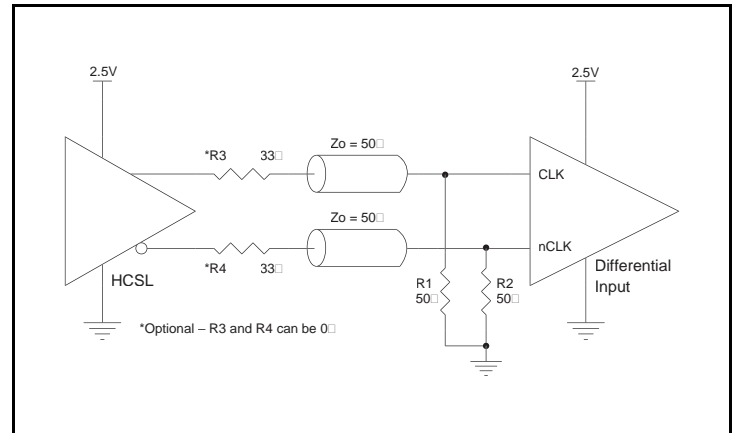 2.5V
2.5V
*R3 33□
Zo = 50□
CLK
Zo = 50□
nCLK
*R4 33□
HCSL
R1
50□
R2
50□
Differential
Input
*Optional – R3 and R4 can be 0□